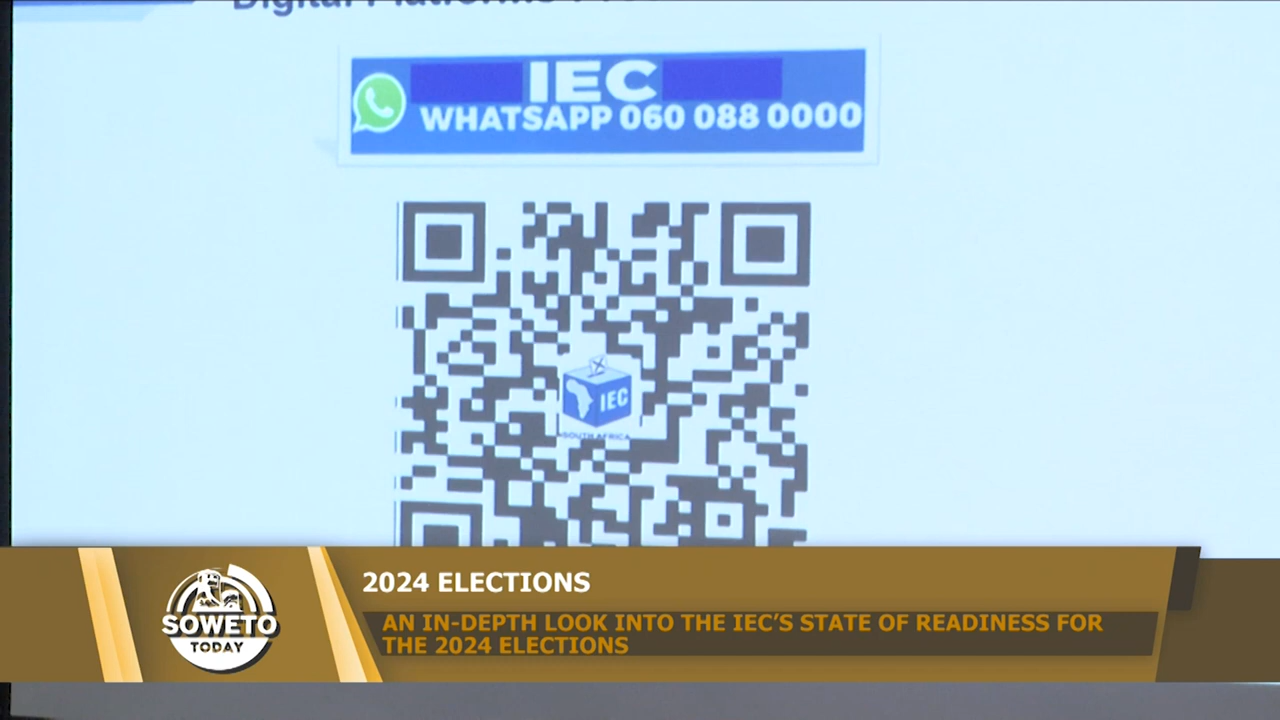 IEC
WHATSAPP 060 088 0000
IEC
SOUTH AFRICA
2024 ELECTIONS
AN IN-DEPTH LOOK INTO THE IEC'S STATE OF READINESS FOR
THE 2024 ELECTIONS
SOWETO
TODAY